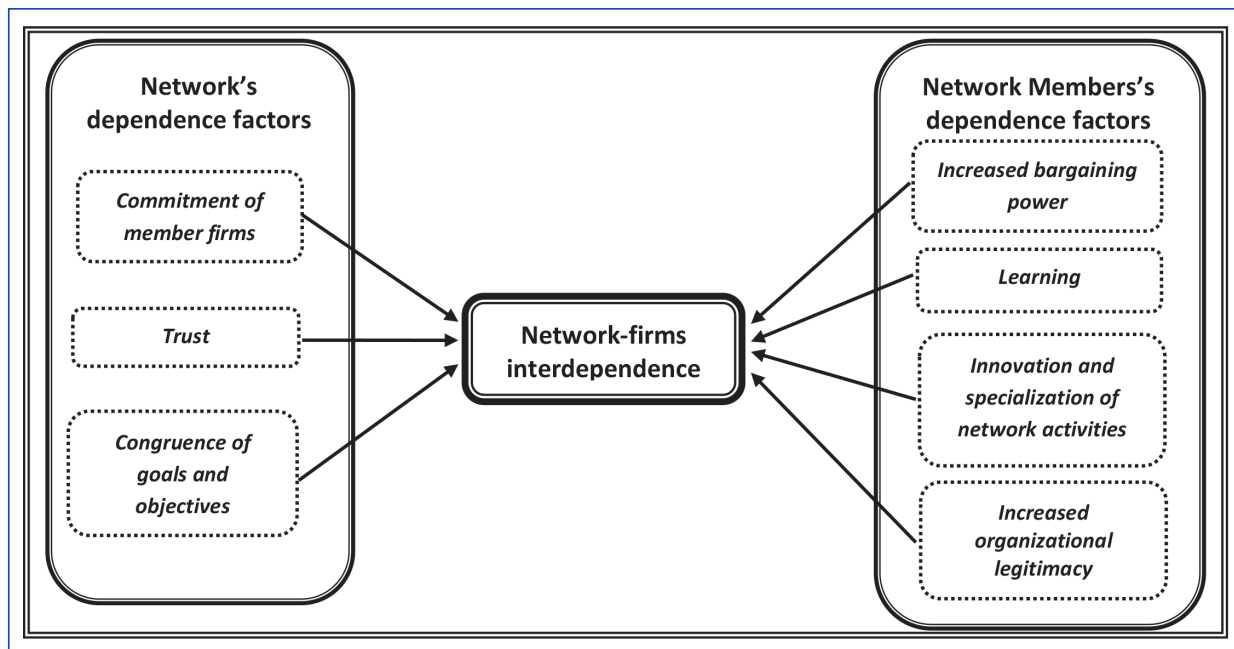 Network's
dependence factors
Commitment of
member firms
Trust
Congruence of
goals and
objectives
Network-firms
interdependence
Network Members's
dependence factors
Increased bargaining
power
Learning
Innovation and
specialization of
network activities
Increased
organizational
legitimacy